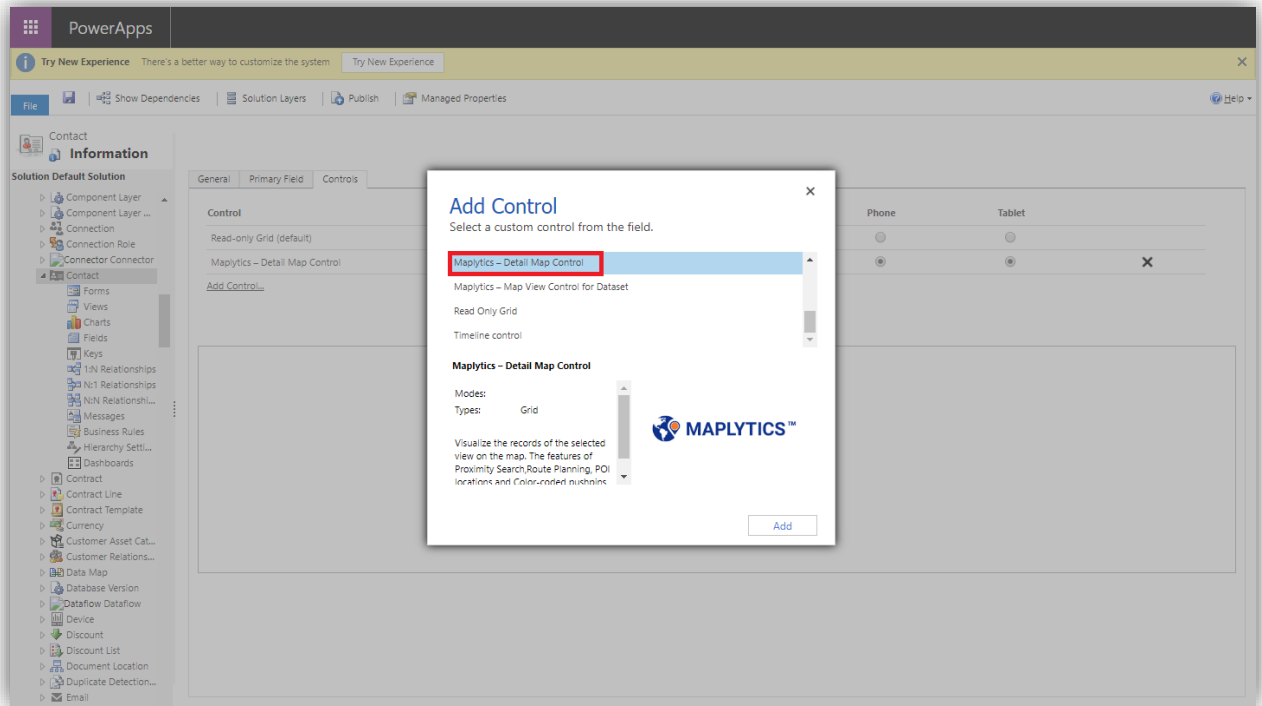 PowerApps
Try New Experience There's a better way to customize the system Try New Experience
File Show Dependencies Solution Layers Publish Managed Properties Help
Contact
Information
Solution Default Solution
Component Layer
Component Layer ...
Connection
Connection Role
Connector Connector
Contact
Forms
Views
Charts
Fields
Keys
1:N Relationships
N:1 Relationships
N:N Relationshi...
Messages
Business Rules
Hierarchy Setti...
Dashboards
Contract
Contract Line
Contract Template
Currency
Customer Asset Cat...
Customer Relations...
Data Map
Database Version
Dataflow Dataflow
Device
Discount
Discount List
Document Location
Duplicate Detection...
Email
General Primary Field Controls
Control Phone Tablet
Read-only Grid (default)
Maplytics – Detail Map Control
Add Control...
Add Control
Select a custom control from the field.
Maplytics – Detail Map Control
Maplytics – Map View Control for Dataset
Read Only Grid
Timeline control
Maplytics – Detail Map Control
Modes:
Types: Grid
Visualize the records of the selected
view on the map. The features of
Proximity Search,Route Planning, POI
locations and Color-coded pushpins
MAPLYTICS™
Add